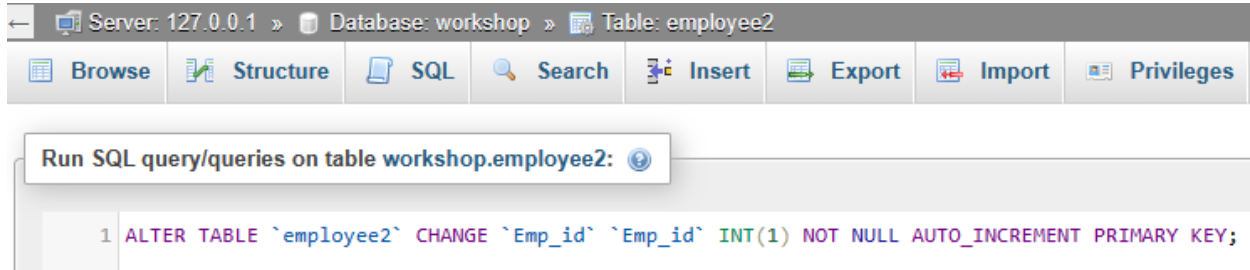 ← Server: 127.0.0.1 » Database: workshop » Table: employee2
Browse Structure SQL Search Insert Export Import Privileges
Run SQL query/queries on table workshop.employee2:
1 ALTER TABLE `employee2` CHANGE `Emp_id` `Emp_id` INT(1) NOT NULL AUTO_INCREMENT PRIMARY KEY;